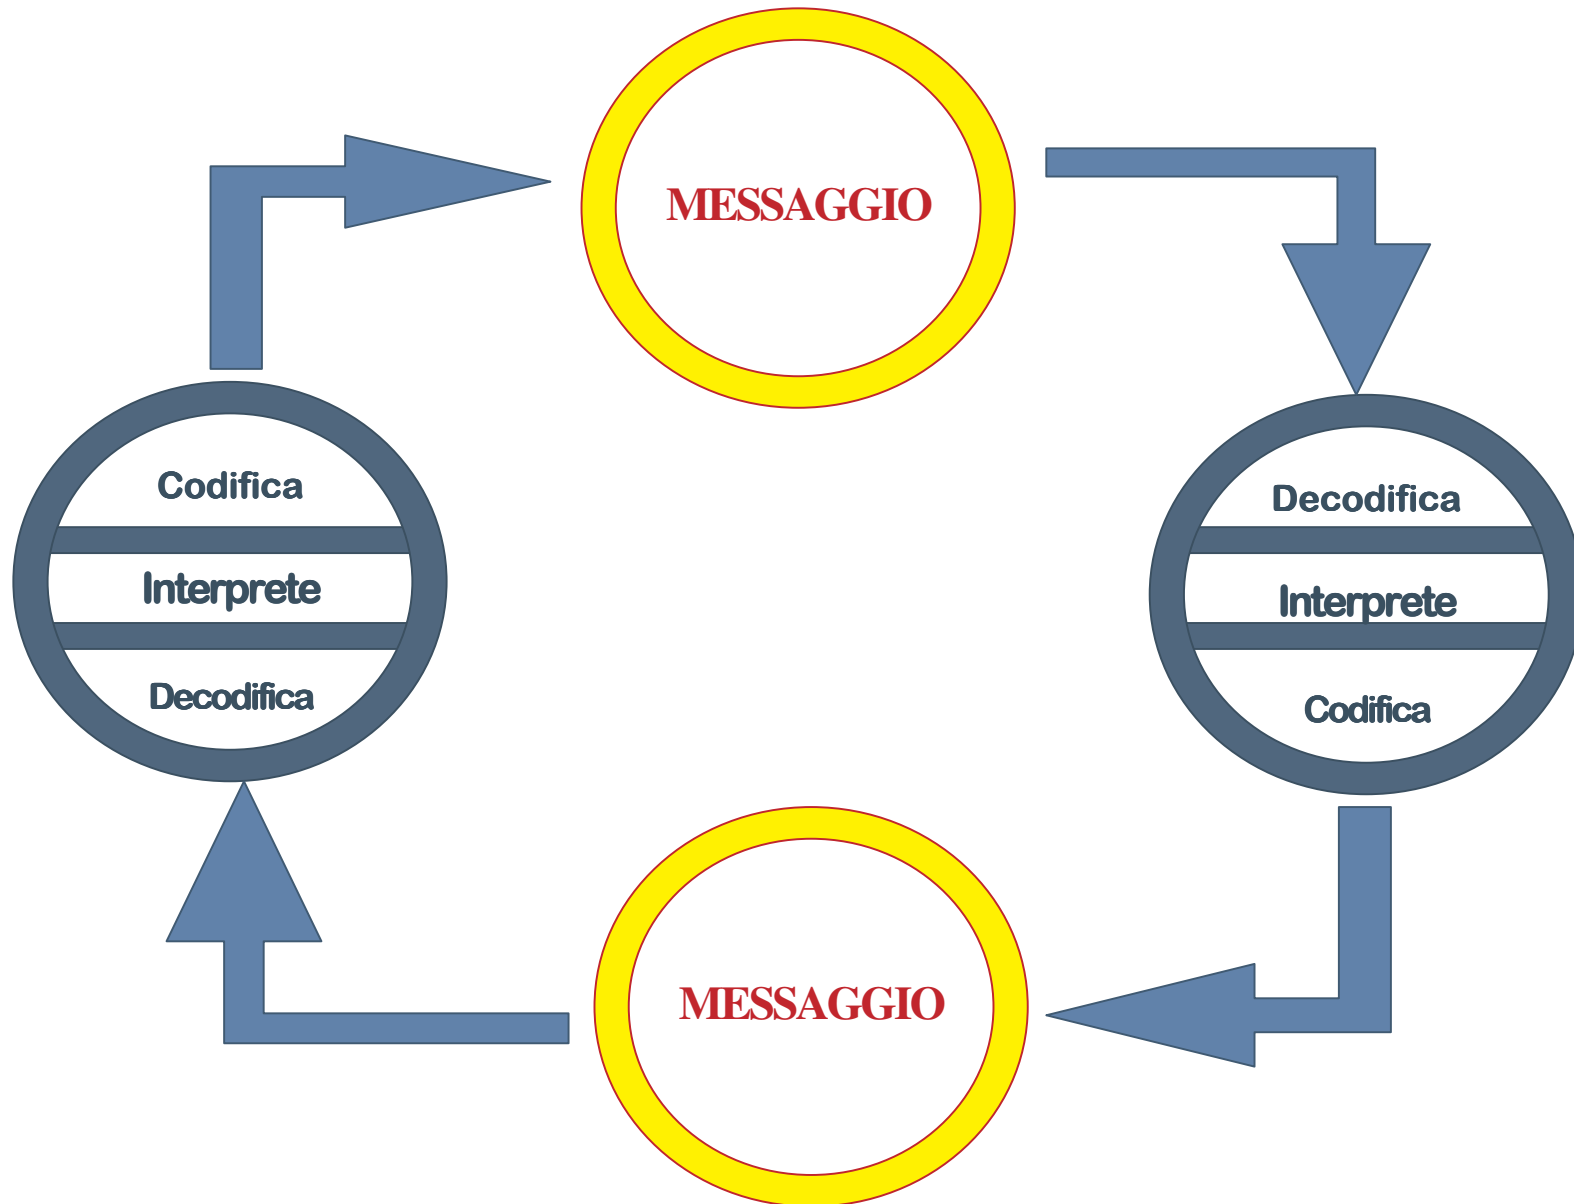 MESSAGGIO
Codifica
Interprete
Decodifica
Decodifica
Interprete
Codifica
MESSAGGIO